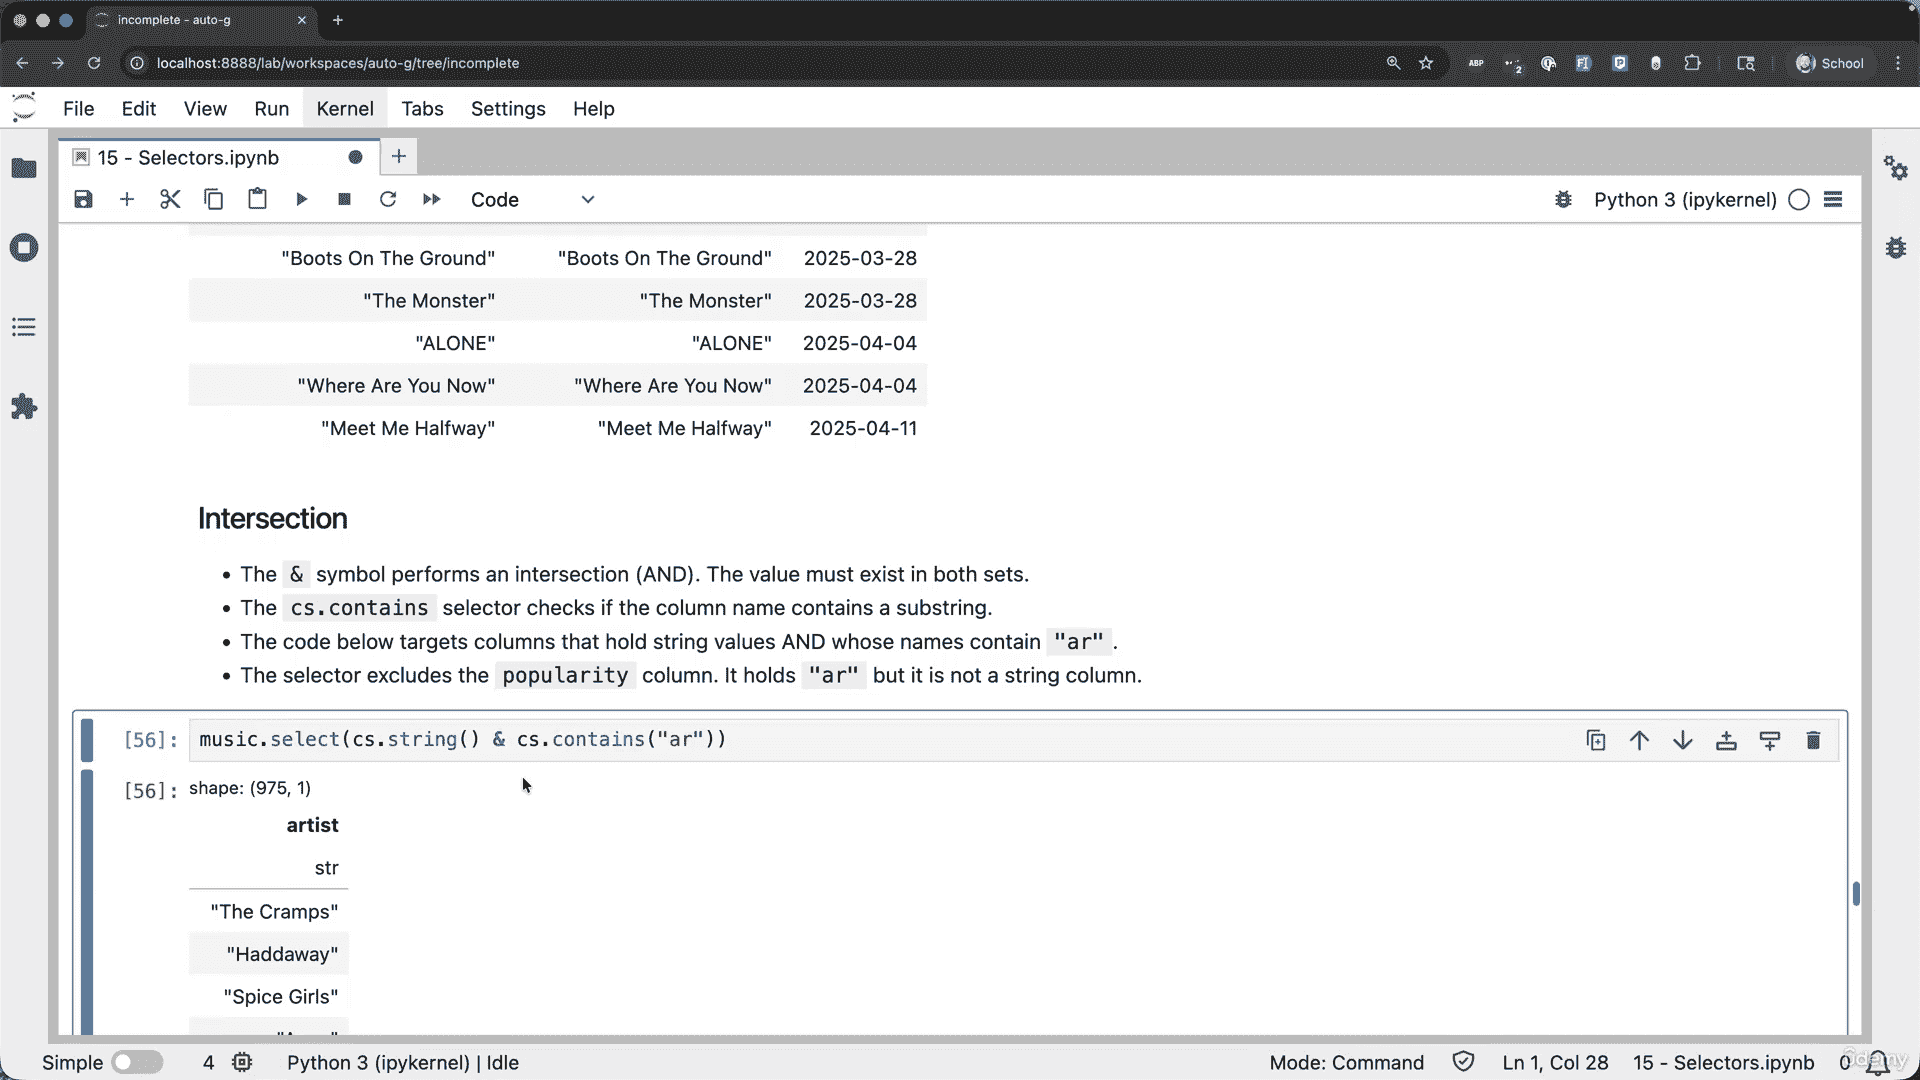 incomplete - auto-g
localhost:8888/lab/workspaces/auto-g/tree/incomplete
ABP
2
School
File Edit View Run Kernel Tabs Settings Help
15 - Selectors.ipynb
Code
Python 3 (ipykernel)
"Boots On The Ground" "Boots On The Ground" 2025-03-28
"The Monster" "The Monster" 2025-03-28
"ALONE" "ALONE" 2025-04-04
"Where Are You Now" "Where Are You Now" 2025-04-04
"Meet Me Halfway" "Meet Me Halfway" 2025-04-11
Intersection
• The & symbol performs an intersection (AND). The value must exist in both sets.
• The cs.contains selector checks if the column name contains a substring.
• The code below targets columns that hold string values AND whose names contain "ar".
• The selector excludes the popularity column. It holds "ar" but it is not a string column.
[56]: music.select(cs.string() & cs.contains("ar"))
[56]: shape: (975, 1)
artist
str
"The Cramps"
"Haddaway"
"Spice Girls"
Simple 4 Python 3 (ipykernel) | Idle Mode: Command Ln 1, Col 28 15 - Selectors.ipynb 0
udemy